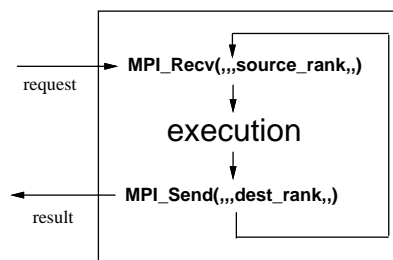 MPI_Recv(,,,source_rank,,)
request
execution
MPI_Send(,,,dest_rank,,)
result